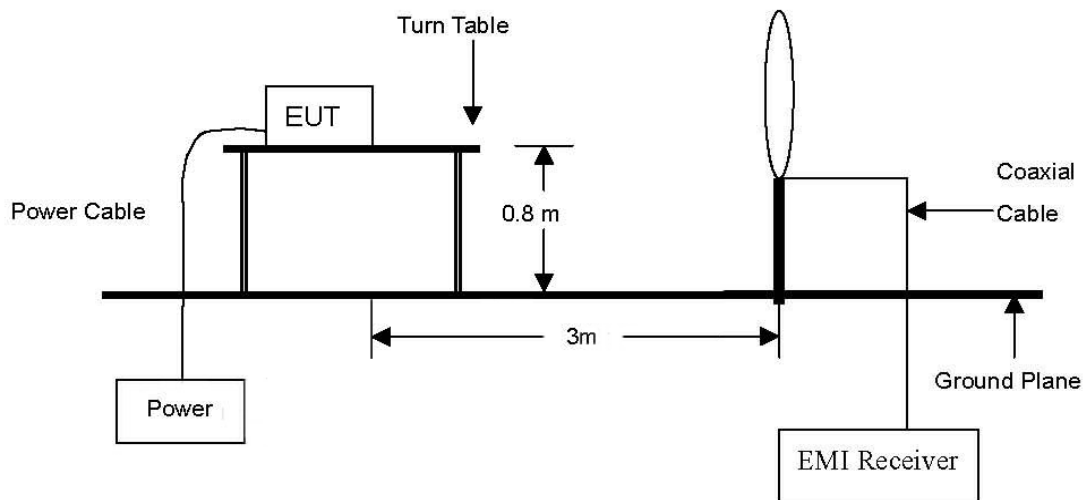 Turn Table
EUT
Coaxial
Cable
Power Cable
0.8 m
3m
Ground Plane
Power
EMI Receiver